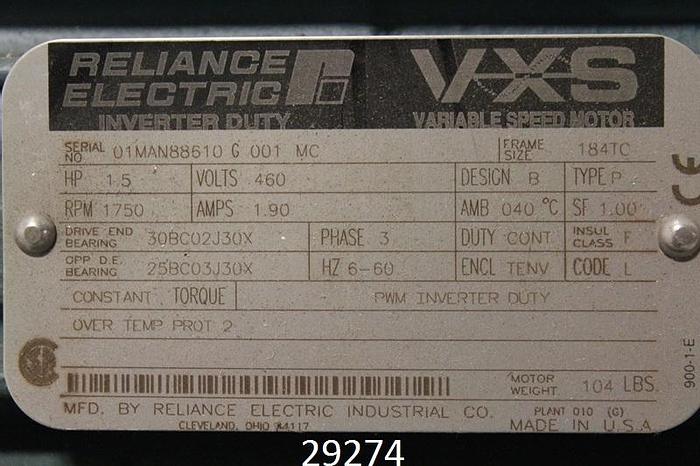 RELIANCE
ELECTRIC
INVERTER DUTY
VXS
VARIABLE SPEED MOTOR
SERIAL NO 01MAN88610 G 001 MC FRAME SIZE 184TC
HP 1.5 VOLTS 460 DESIGN B TYPE P
RPM 1750 AMPS 1.90 AMB 040 °C SF 1.00
DRIVE END BEARING 30BC02J30X PHASE 3 DUTY CONT INSUL CLASS F
OPP D.E. BEARING 25BC03J30X HZ 6-60 ENCL TENV CODE L
CONSTANT TORQUE PWM INVERTER DUTY
OVER TEMP PROT 2
MOTOR WEIGHT 104 LBS.
MFD. BY RELIANCE ELECTRIC INDUSTRIAL CO. PLANT 010 (G)
CLEVELAND, OHIO 44117 MADE IN U.S.A.
CE
900-1-E
29274